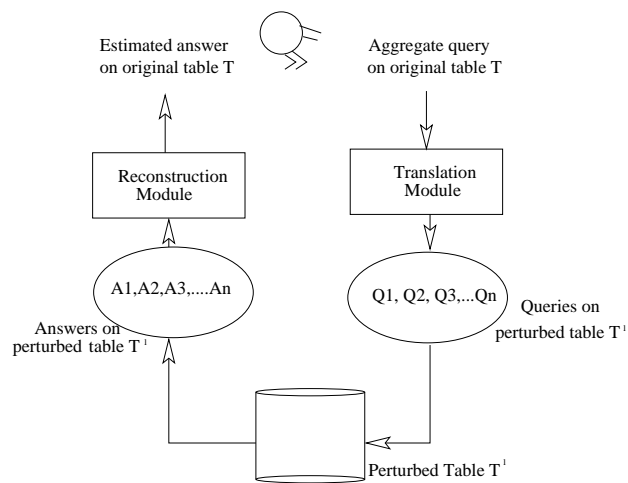 Estimated answer
on original table T
Aggregate query
on original table T
Reconstruction
Module
Translation
Module
A1,A2,A3,....An
Q1, Q2, Q3,...Qn
Answers on
perturbed table T¹
Queries on
perturbed table T¹
Perturbed Table T¹